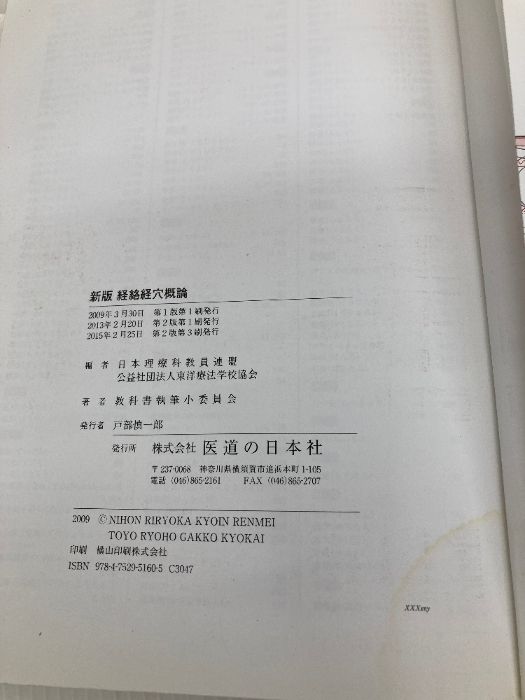 新版 経絡経穴概論
2009年3月30日 第1版第1刷発行
2013年2月20日 第2版第1刷発行
2015年2月25日 第2版第3刷発行
編者 日本理療科教員連盟
公益社団法人東洋療法学校協会
著者 教科書執筆小委員会
発行者 戸部慎一郎
発行所 株式会社 医道の日本社
〒237-0068 神奈川県横須賀市追浜本町1-105
電話 (046)865-2161 FAX (046)865-2707
2009 ©NIHON RIRYOKA KYOIN RENMEI
TOYO RYOHO GAKKO KYOKAI
印刷 横山印刷株式会社
ISBN 978-4-7529-5160-5 C3047
XXXmy